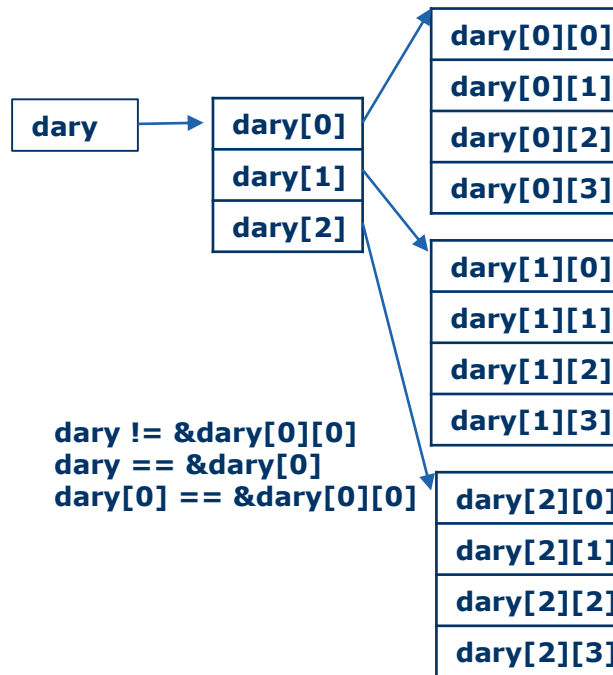 dary
dary[0]
dary[1]
dary[2]
dary[0][0]
dary[0][1]
dary[0][2]
dary[0][3]
dary[1][0]
dary[1][1]
dary[1][2]
dary[1][3]
dary != &dary[0][0]
dary == &dary[0]
dary[0] == &dary[0][0]
dary[2][0]
dary[2][1]
dary[2][2]
dary[2][3]